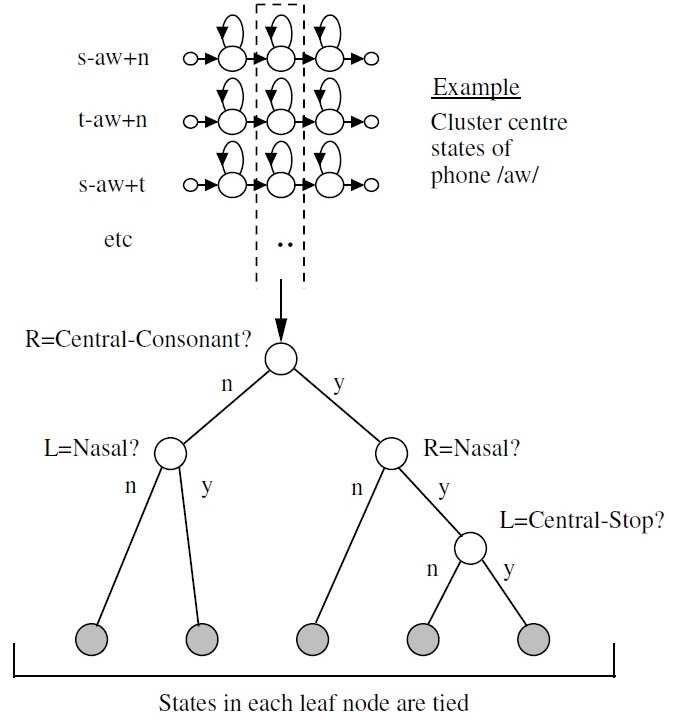 s-aw+n
t-aw+n
s-aw+t
etc
..
Example
Cluster centre
states of
phone /aw/
R=Central-Consonant?
n
y
L=Nasal?
R=Nasal?
n
y
n
y
L=Central-Stop?
n
y
States in each leaf node are tied